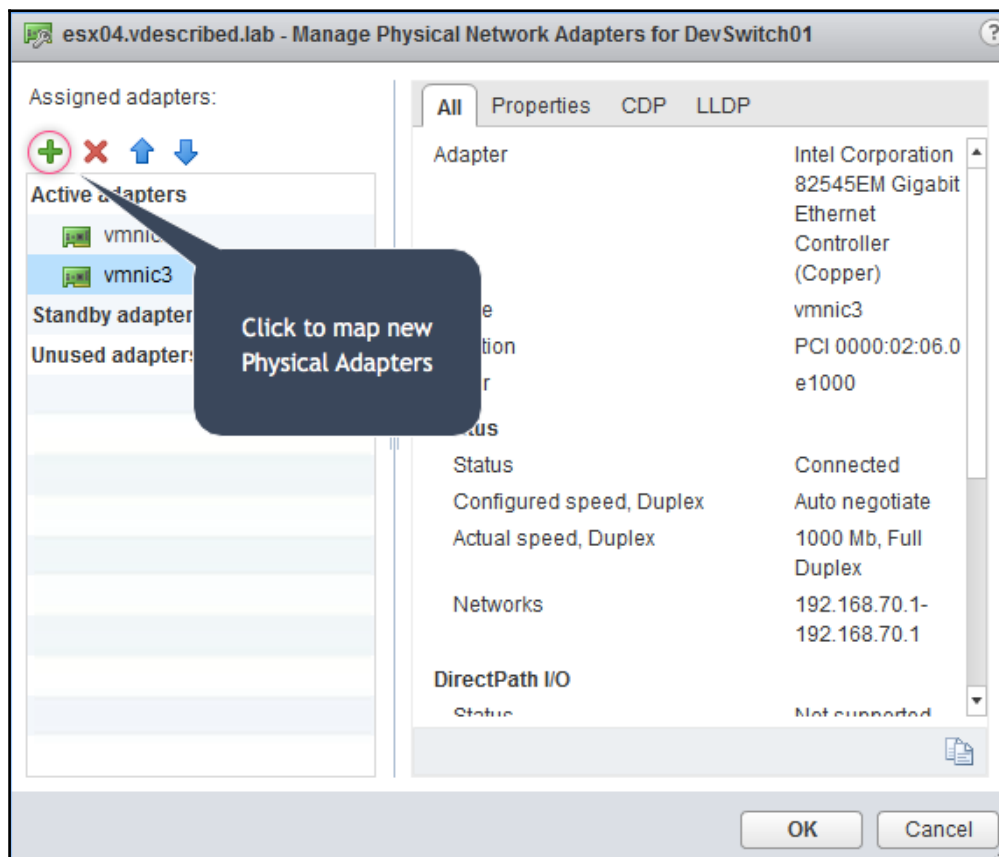 esx04.vdescribed.lab - Manage Physical Network Adapters for DevSwitch01
?
Assigned adapters:
Active adapters
vmnic3
Standby adapter
Unused adapters
Click to map new
Physical Adapters
All Properties CDP LLDP
Adapter Intel Corporation
82545EM Gigabit
Ethernet
Controller
(Copper)
vmnic3
PCI 0000:02:06.0
e1000
Status Connected
Configured speed, Duplex Auto negotiate
Actual speed, Duplex 1000 Mb, Full
Duplex
Networks 192.168.70.1-
192.168.70.1
DirectPath I/O
Status Not supported
OK Cancel